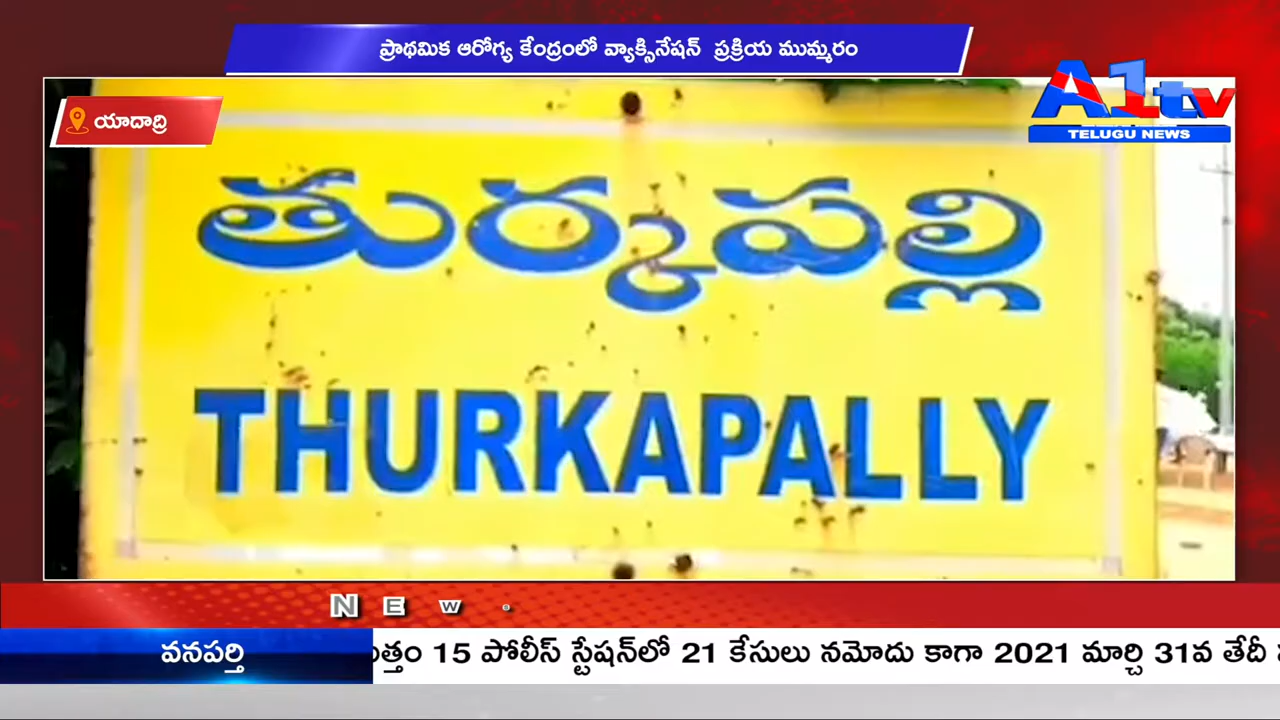 ప్రాథమిక ఆరోగ్య కేంద్రంలో వ్యాక్సినేషన్ ప్రక్రియ ముమ్మరం
యాదాద్రి
A1tv
TELUGU NEWS
తుర్కపల్లి
THURKAPALLY
NEW
వనపర్తి
15 పోలీస్ స్టేషన్‌లో 21 కేసులు నమోదు కాగా 2021 మార్చి 31వ తేదీ